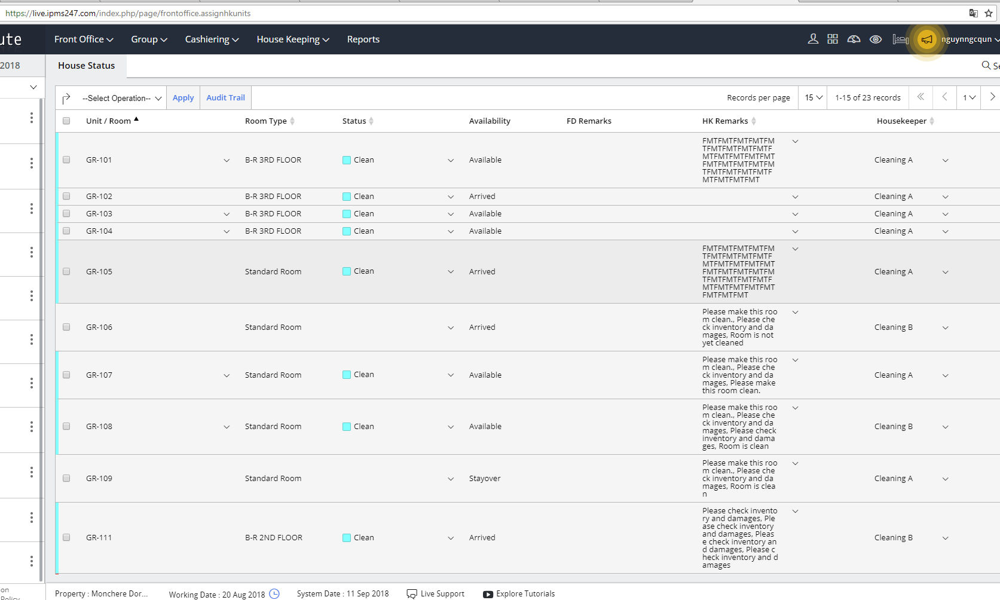 https://live.ipms247.com/index.php/page/frontoffice.assignhkunits
ute Front Office Group Cashiering House Keeping Reports nguynngcqun
2018 House Status Se
--Select Operation-- Apply Audit Trail Records per page 15 1-15 of 23 records 1
Unit / Room Room Type Status Availability FD Remarks HK Remarks Housekeeper
GR-101 B-R 3RD FLOOR Clean Available
FMTFMTFMTFMTFM
TFMTFMTFMTFMTF
MTFMTFMTFMTFMT
FMTFMTFMTFMTFM
TFMTFMTFMTFMTF
MTFMTFMTFMT
Cleaning A
GR-102 B-R 3RD FLOOR Clean Arrived Cleaning A
GR-103 B-R 3RD FLOOR Clean Available Cleaning A
GR-104 B-R 3RD FLOOR Clean Available Cleaning A
GR-105 Standard Room Clean Arrived
FMTFMTFMTFMTFM
TFMTFMTFMTFMTF
MTFMTFMTFMTFMT
FMTFMTFMTFMTFM
TFMTFMTFMTFMTF
MTFMTFMTFMTFMT
FMTFMTFMT
Cleaning A
GR-106 Standard Room Arrived
Please make this roo
m clean., Please che
ck inventory and da
mages, Room is not
yet cleaned
Cleaning B
GR-107 Standard Room Clean Available
Please make this roo
m clean., Please che
ck inventory and da
mages, Please make
this room clean.
Cleaning A
GR-108 Standard Room Clean Available
Please make this roo
m clean., Please che
ck inventory and da
mages, Please check
inventory and dama
ges, Room is clean
Cleaning B
GR-109 Standard Room Stayover
Please make this roo
m clean., Please che
ck inventory and da
mages, Room is clea
n
Cleaning A
GR-111 B-R 2ND FLOOR Clean Arrived
Please check invento
ry and damages, Ple
ase check inventory
and damages, Pleas
e check inventory an
d damages, Please c
heck inventory and d
amages
Cleaning B
on
Policy
Property : Monchere Dor... Working Date : 20 Aug 2018 System Date : 11 Sep 2018 Live Support Explore Tutorials